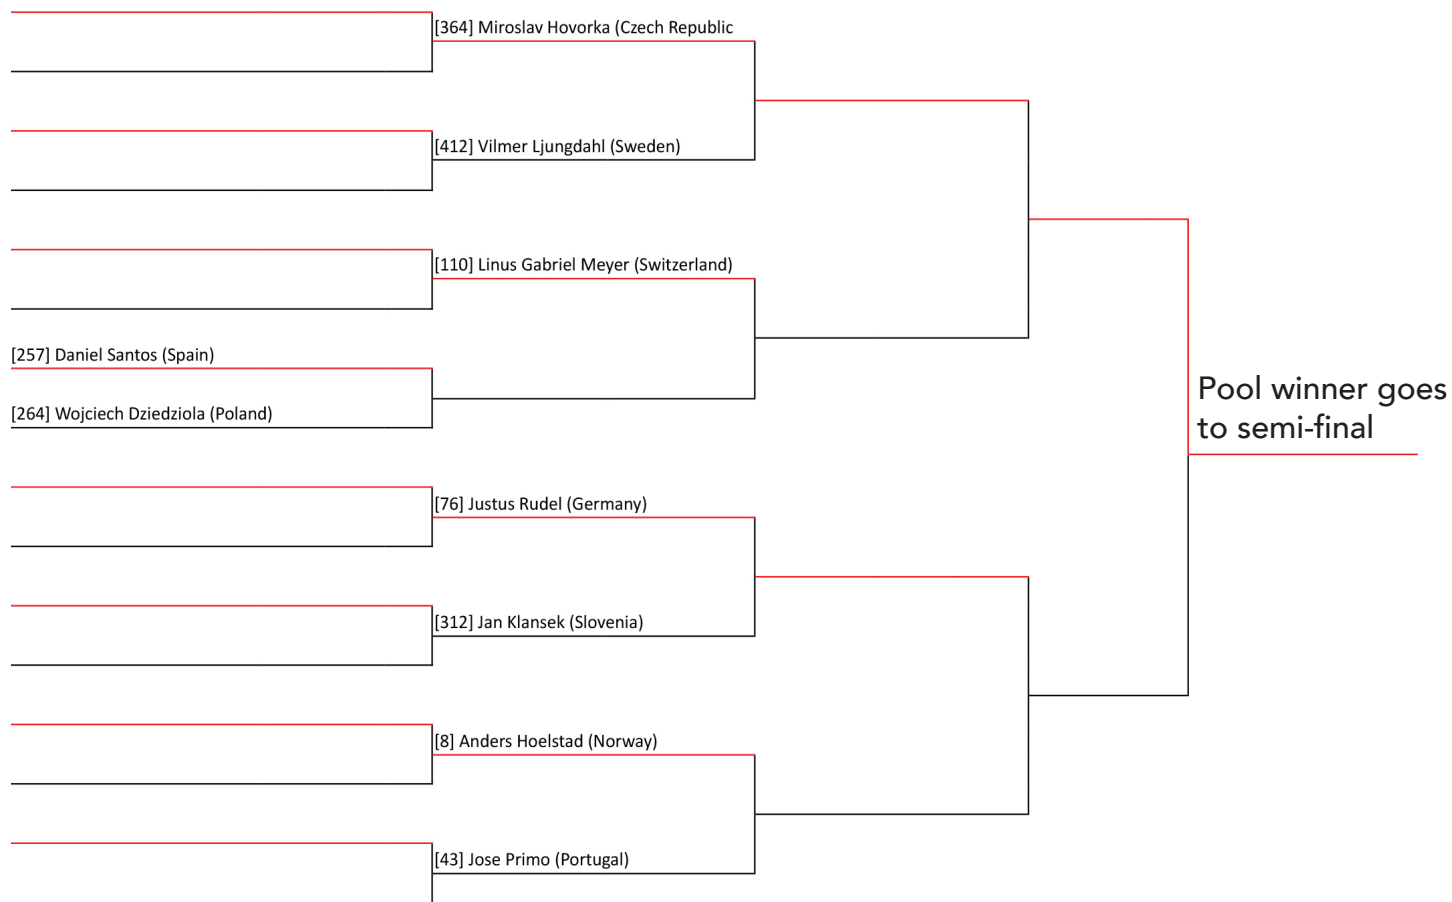 [364] Miroslav Hovorka (Czech Republic
[412] Vilmer Ljungdahl (Sweden)
[110] Linus Gabriel Meyer (Switzerland)
[257] Daniel Santos (Spain)
[264] Wojciech Dziedziola (Poland)
Pool winner goes
to semi-final
[76] Justus Rudel (Germany)
[312] Jan Klansek (Slovenia)
[8] Anders Hoelstad (Norway)
[43] Jose Primo (Portugal)